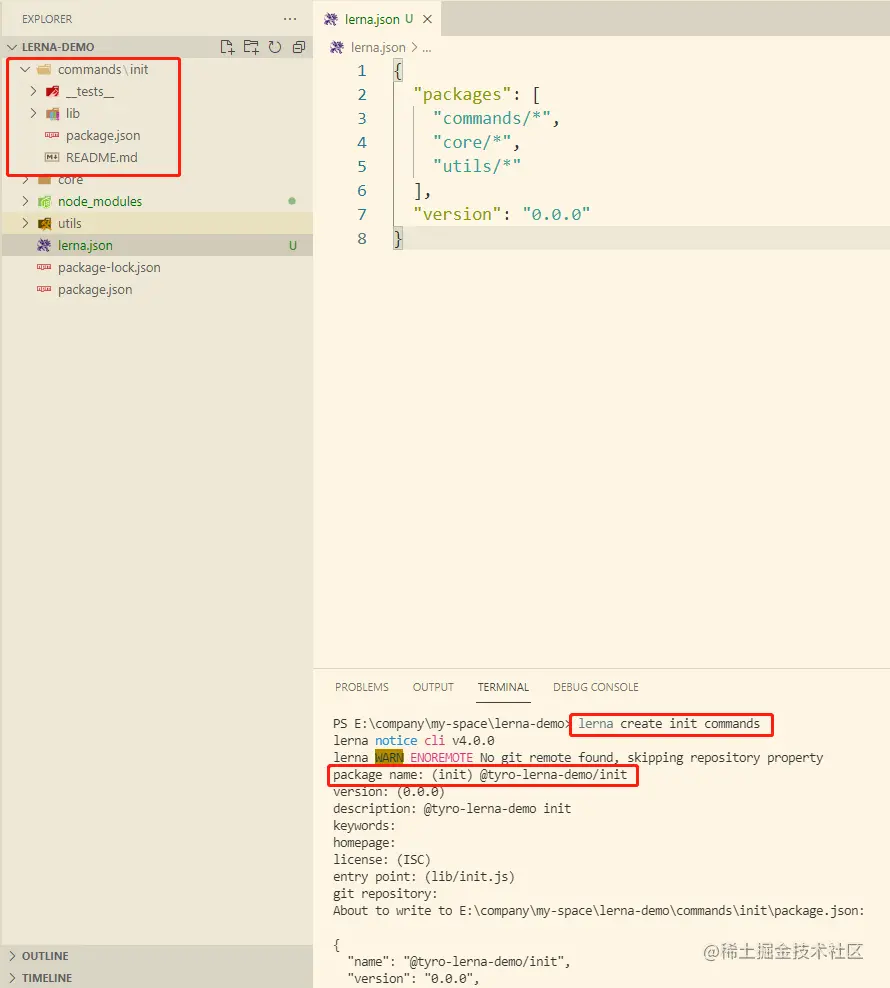 EXPLORER
LERNA-DEMO
commands\init
__tests__
lib
package.json
README.md
core
node_modules
utils
lerna.json U
package-lock.json
package.json
OUTLINE
TIMELINE
lerna.json U
lerna.json > ...
1 {
2 "packages": [
3 "commands/*",
4 "core/*",
5 "utils/*"
6 ],
7 "version": "0.0.0"
8 }
PROBLEMS OUTPUT TERMINAL DEBUG CONSOLE
PS E:\company\my-space\lerna-demo> lerna create init commands
lerna notice cli v4.0.0
lerna WARN ENOREMOTE No git remote found, skipping repository property
package name: (init) @tyro-lerna-demo/init
version: (0.0.0)
description: @tyro-lerna-demo init
keywords:
homepage:
license: (ISC)
entry point: (lib/init.js)
git repository:
About to write to E:\company\my-space\lerna-demo\commands\init\package.json:
{
"name": "@tyro-lerna-demo/init",
"version": "0.0.0",
@稀土掘金技术社区